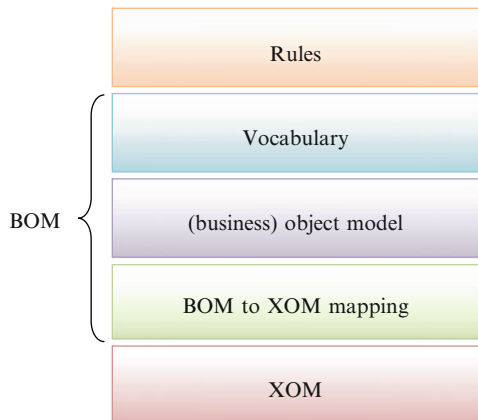 Rules
Vocabulary
BOM
(business) object model
BOM to XOM mapping
XOM